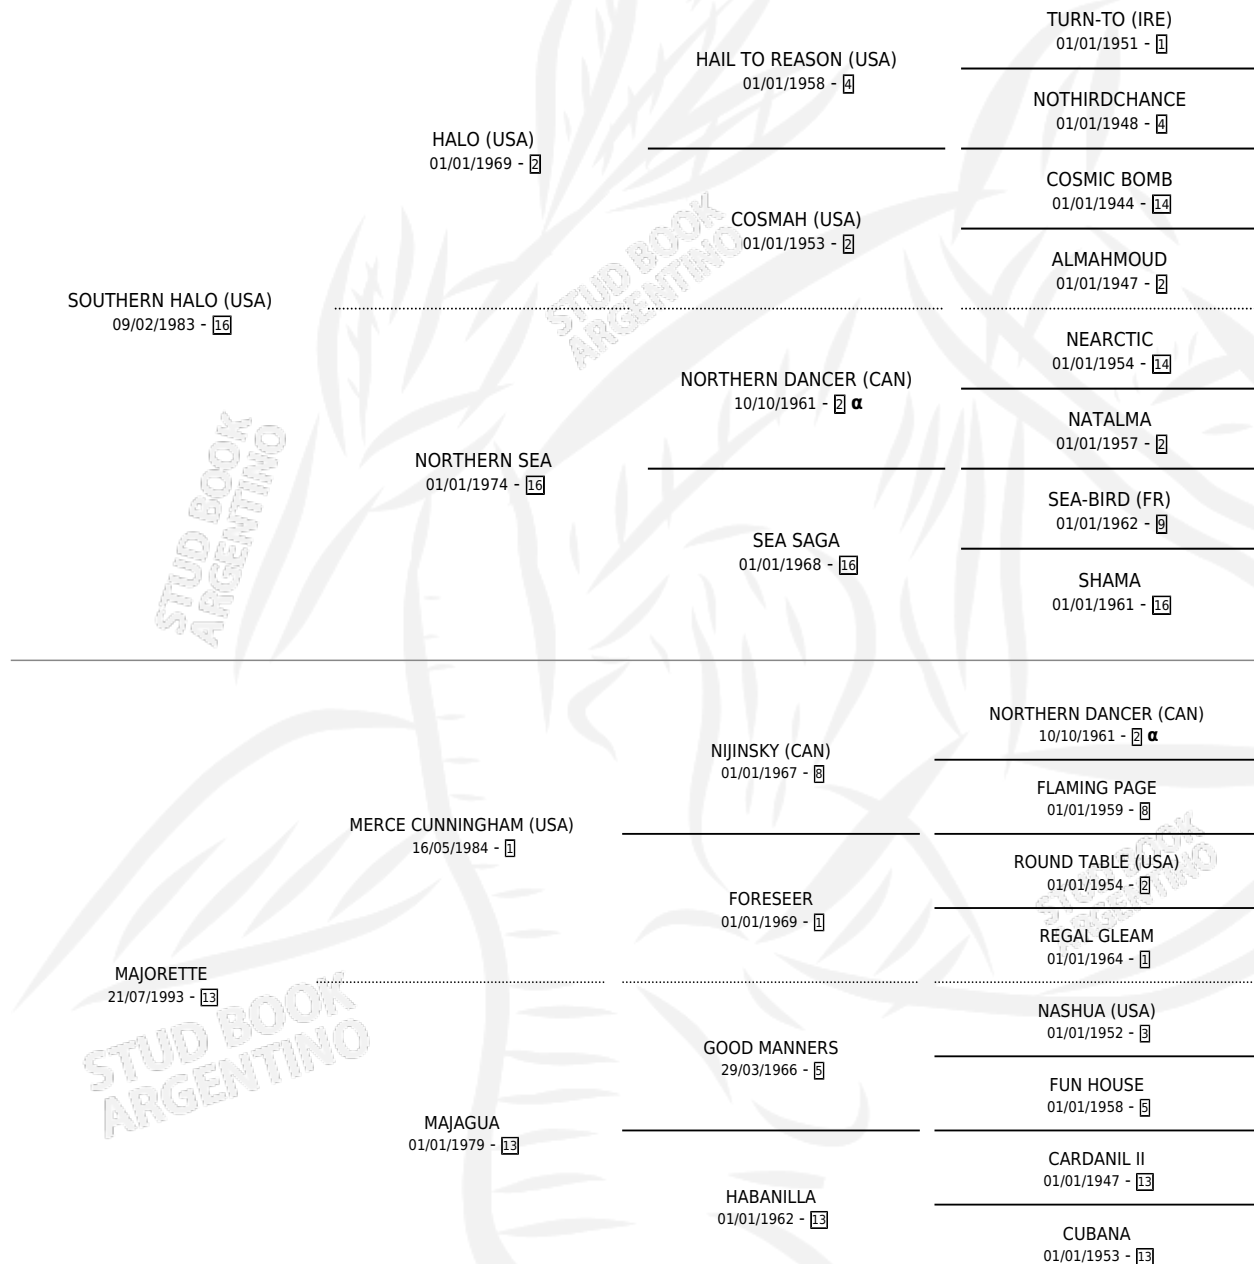 TURN-TO (IRE)
01/01/1951 - 1
HAIL TO REASON (USA)
01/01/1958 - 4
NOTHIRDCHANCE
01/01/1948 - 4
HALO (USA)
01/01/1969 - 2
COSMIC BOMB
01/01/1944 - 14
COSMAH (USA)
01/01/1953 - 2
ALMAHMOUD
01/01/1947 - 2
SOUTHERN HALO (USA)
09/02/1983 - 16
NEARCTIC
01/01/1954 - 14
NORTHERN DANCER (CAN)
10/10/1961 - 2 α
NATALMA
01/01/1957 - 2
NORTHERN SEA
01/01/1974 - 16
SEA-BIRD (FR)
01/01/1962 - 9
SEA SAGA
01/01/1968 - 16
SHAMA
01/01/1961 - 16
NORTHERN DANCER (CAN)
10/10/1961 - 2 α
NIJINSKY (CAN)
01/01/1967 - 8
FLAMING PAGE
01/01/1959 - 8
MERCE CUNNINGHAM (USA)
16/05/1984 - 1
ROUND TABLE (USA)
01/01/1954 - 2
FORESEER
01/01/1969 - 1
REGAL GLEAM
01/01/1964 - 1
MAJORETTE
21/07/1993 - 13
NASHUA (USA)
01/01/1952 - 3
GOOD MANNERS
29/03/1966 - 5
FUN HOUSE
01/01/1958 - 5
MAJAGUA
01/01/1979 - 13
CARDANIL II
01/01/1947 - 13
HABANILLA
01/01/1962 - 13
CUBANA
01/01/1953 - 13
STUD BOOK
ARGENTINO
STUD BOOK
ARGENTINO
STUD BOOK
ARGENTINO
STUD BOOK
ARGENTINO